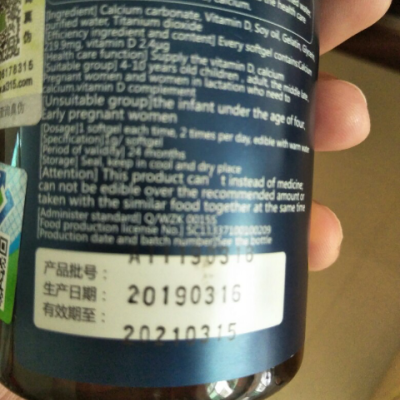 the health care
calcium.
[Ingredient] Calcium carbonate, Vitamin D, Soy oil, Gelatin,
Purified water, Titanium dioxide
[Efficiency ingredient and content] Every softgel contains:Calcium
219.9mg, vitamin D 2.4μg
[Health care function] Supply the vitamin D, calcium
[Suitable group] 4-10 years old children, adult, the middle late
Pregnant women and women in lactation who need to
calcium,vitamin D complement
[Unsuitable group]the infant under the age of four,
early pregnant women
[Dosage]1 softgel each time, 2 times per day, edible with warm water
[Specification] softgel
[Period of validity] 24 months
[Storage] Seal, keep in cool and dry place
[Attention] This product can't instead of medicine;
can not be edible over the recommended amount or
taken with the similar food together at the same time
[Administer standard] Q/WZK 0015S
[Food production license No.] SC11337100100209
[Production date and batch number]See the bottle
产品批号：
生产日期： 20190316
有效期至： 20210315